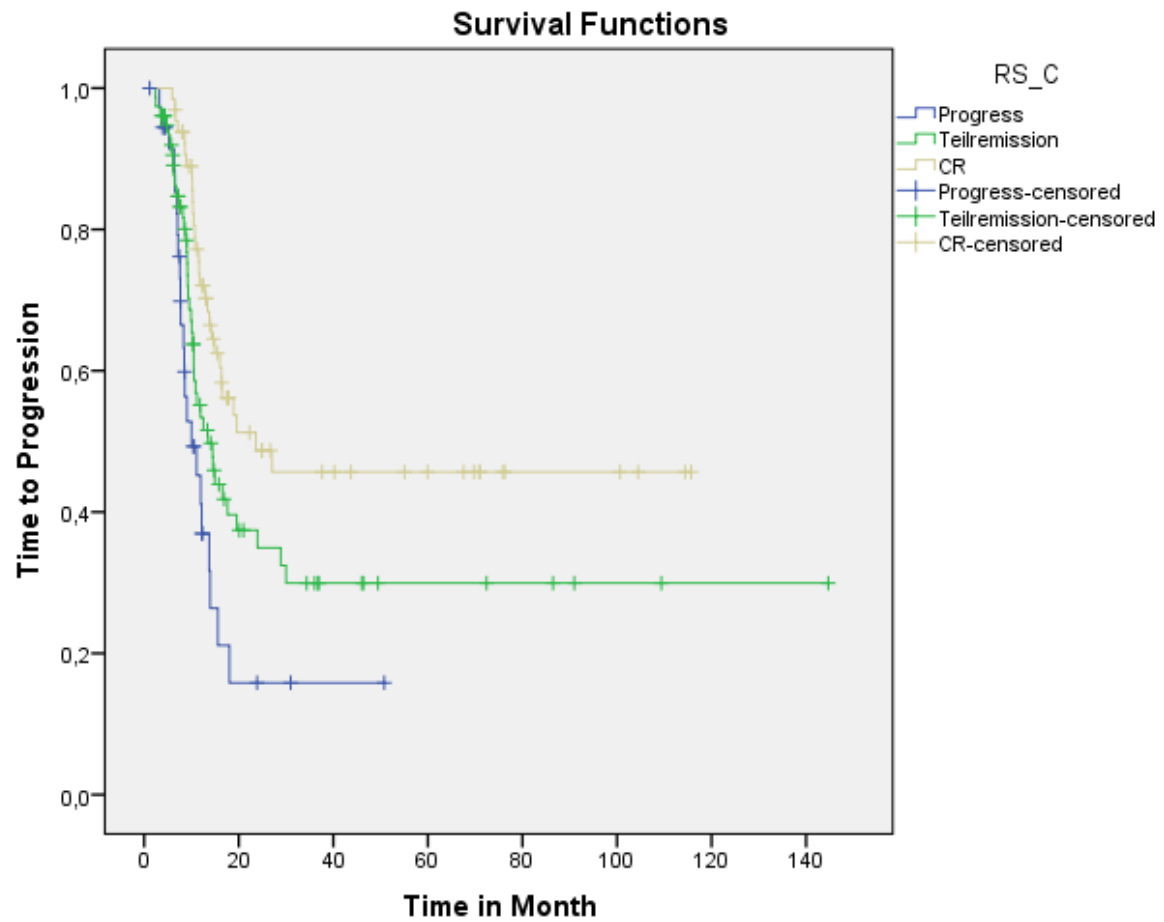 Survival Functions
RS_C
Progress
Teilremission
CR
Progress-censored
Teilremission-censored
CR-censored
Time to Progression
1,0
0,8
0,6
0,4
0,2
0,0
0 20 40 60 80 100 120 140
Time in Month